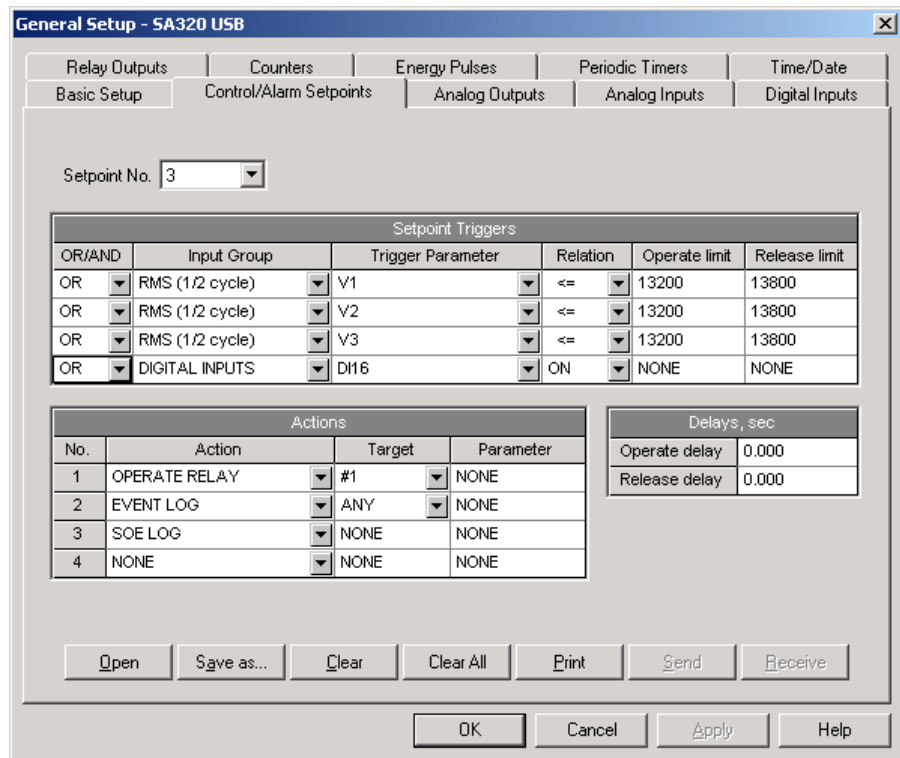 General Setup - SA320 USB
Relay Outputs Counters Energy Pulses Periodic Timers Time/Date
Basic Setup Control/Alarm Setpoints Analog Outputs Analog Inputs Digital Inputs
Setpoint No. 3
Setpoint Triggers
OR/AND Input Group Trigger Parameter Relation Operate limit Release limit
OR RMS (1/2 cycle) V1 <= 13200 13800
OR RMS (1/2 cycle) V2 <= 13200 13800
OR RMS (1/2 cycle) V3 <= 13200 13800
OR DIGITAL INPUTS DI16 ON NONE NONE
Actions
No. Action Target Parameter
1 OPERATE RELAY #1 NONE
2 EVENT LOG ANY NONE
3 SOE LOG NONE NONE
4 NONE NONE NONE
Delays, sec
Operate delay 0.000
Release delay 0.000
Open Save as... Clear Clear All Print Send Receive
OK Cancel Apply Help